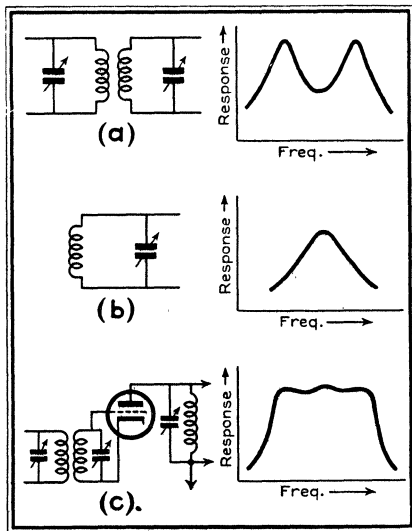 Response →
Freq. →
(a)
Response →
Freq. →
(b)
Response →
Freq. →
(c).